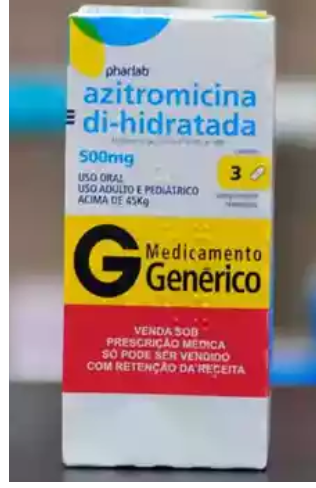 pharlab
azitromicina
di-hidratada
500mg
USO ORAL
USO ADULTO E PEDIÁTRICO
ACIMA DE 45Kg
3
G Medicamento
Genérico
VENDA SOB
PRESCRIÇÃO MÉDICA
SÓ PODE SER VENDIDO
COM RETENÇÃO DA RECEITA